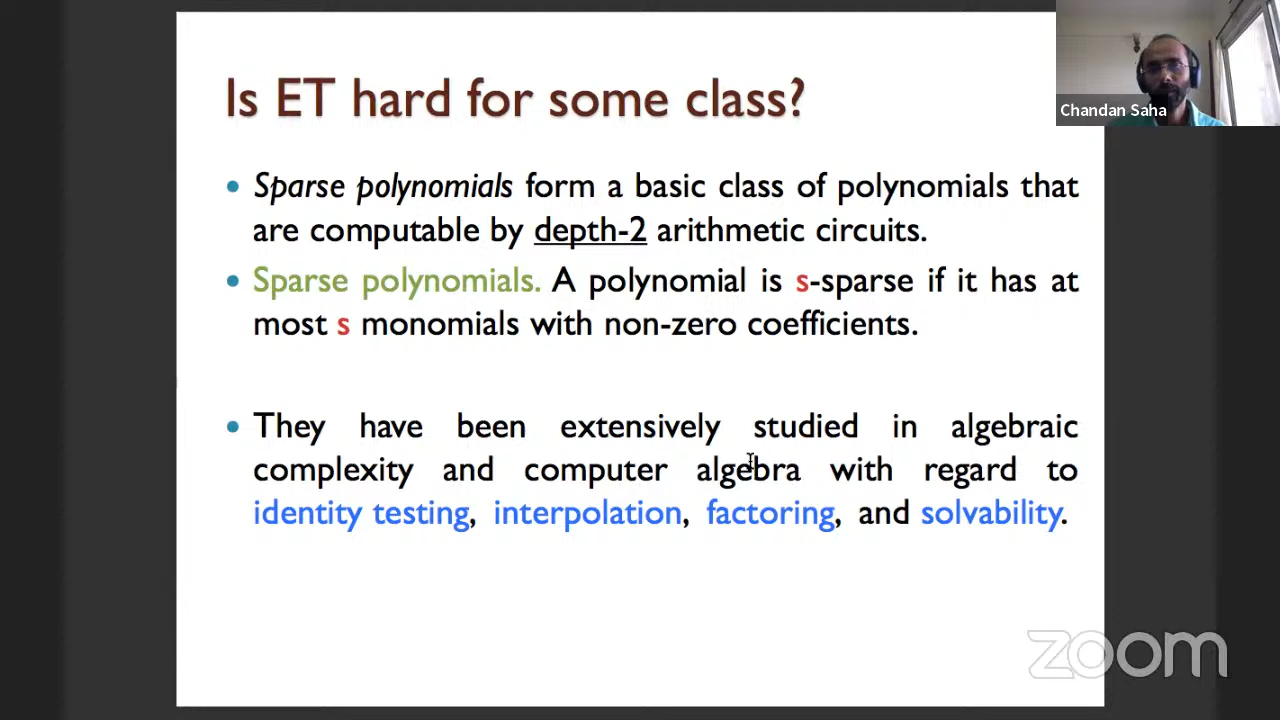 Is ET hard for some class?
Chandan Saha
• Sparse polynomials form a basic class of polynomials that
are computable by depth-2 arithmetic circuits.
• Sparse polynomials. A polynomial is s-sparse if it has at
most s monomials with non-zero coefficients.
• They have been extensively studied in algebraic
complexity and computer algebra with regard to
identity testing, interpolation, factoring, and solvability.
zoom